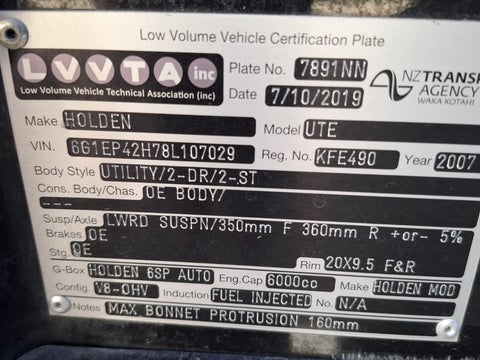 Low Volume Vehicle Certification Plate
LVVTA inc
Low Volume Vehicle Technical Association (inc)
Plate No. 7891NN
Date 7/10/2019
NZ TRANSP
AGENCY
WAKA KOTAHI
Make HOLDEN
Model UTE
VIN. 6G1EP42H78L107029
Reg. No. KFE490 Year 2007
Body Style UTILITY/2-DR/2-ST
Cons. Body/Chas. OE BODY/
---
Susp/Axle LWRD SUSPN/350mm F 360mm R +or- 5%
Brakes OE
Stg. OE
Rim 20X9.5 F&R
G-Box HOLDEN 6SP AUTO Eng.Cap 6000cc Make HOLDEN MOD
Config. V8-OHV Induction FUEL INJECTED No. N/A
Notes MAX BONNET PROTRUSION 160mm